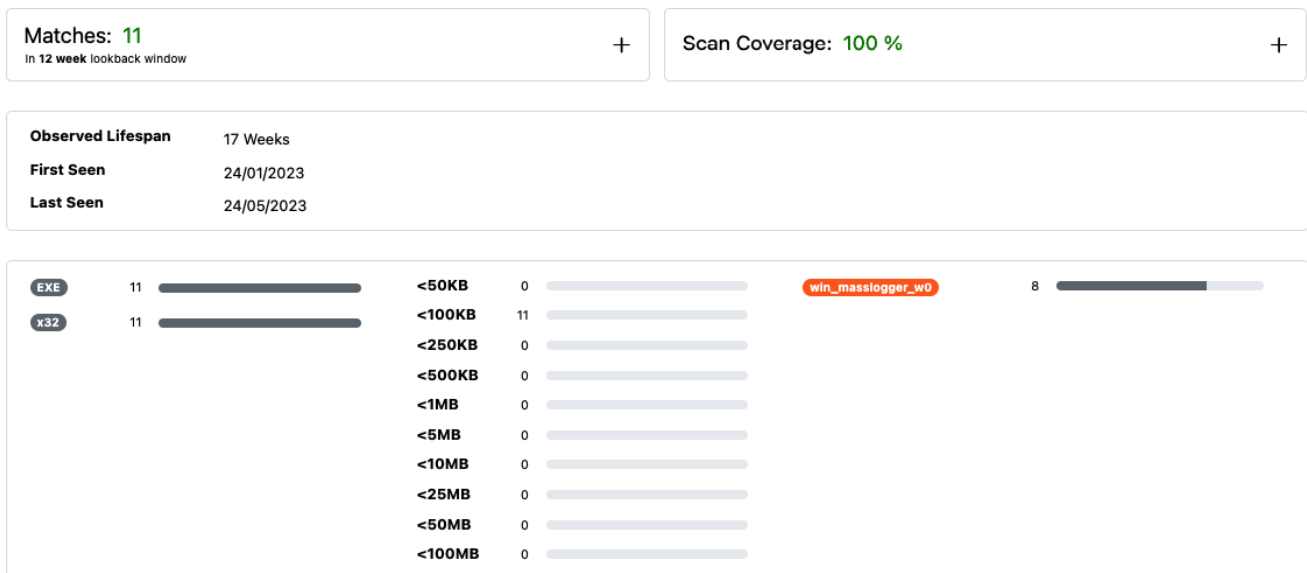 Matches: 11
In 12 week lookback window
+
Scan Coverage: 100 %
+
Observed Lifespan 17 Weeks
First Seen 24/01/2023
Last Seen 24/05/2023
EXE 11
x32 11
<50KB 0
<100KB 11
<250KB 0
<500KB 0
<1MB 0
<5MB 0
<10MB 0
<25MB 0
<50MB 0
<100MB 0
win_masslogger_w0 8